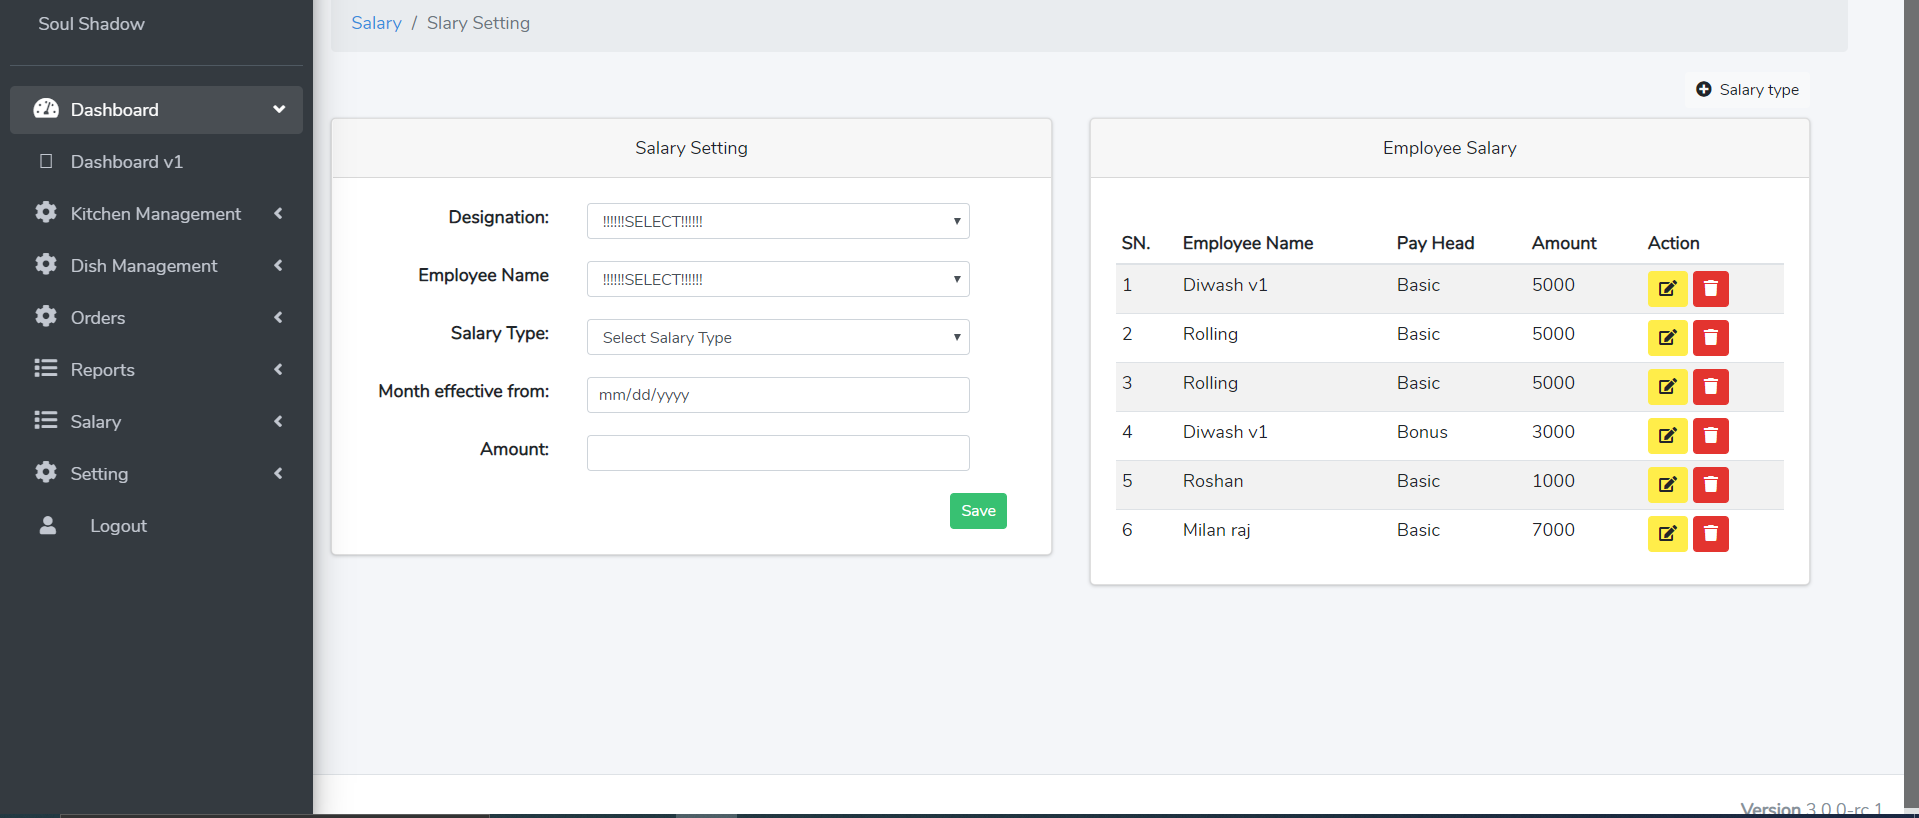 Soul Shadow
Dashboard
Dashboard v1
Kitchen Management
Dish Management
Orders
Reports
Salary
Setting
Logout
Salary / Slary Setting
Salary type
Salary Setting
Designation: !!!!!!SELECT!!!!!!
Employee Name !!!!!!SELECT!!!!!!
Salary Type: Select Salary Type
Month effective from: mm/dd/yyyy
Amount:
Save
Employee Salary
SN. Employee Name Pay Head Amount Action
1 Diwash v1 Basic 5000
2 Rolling Basic 5000
3 Rolling Basic 5000
4 Diwash v1 Bonus 3000
5 Roshan Basic 1000
6 Milan raj Basic 7000
Version 3.0.0-rc.1